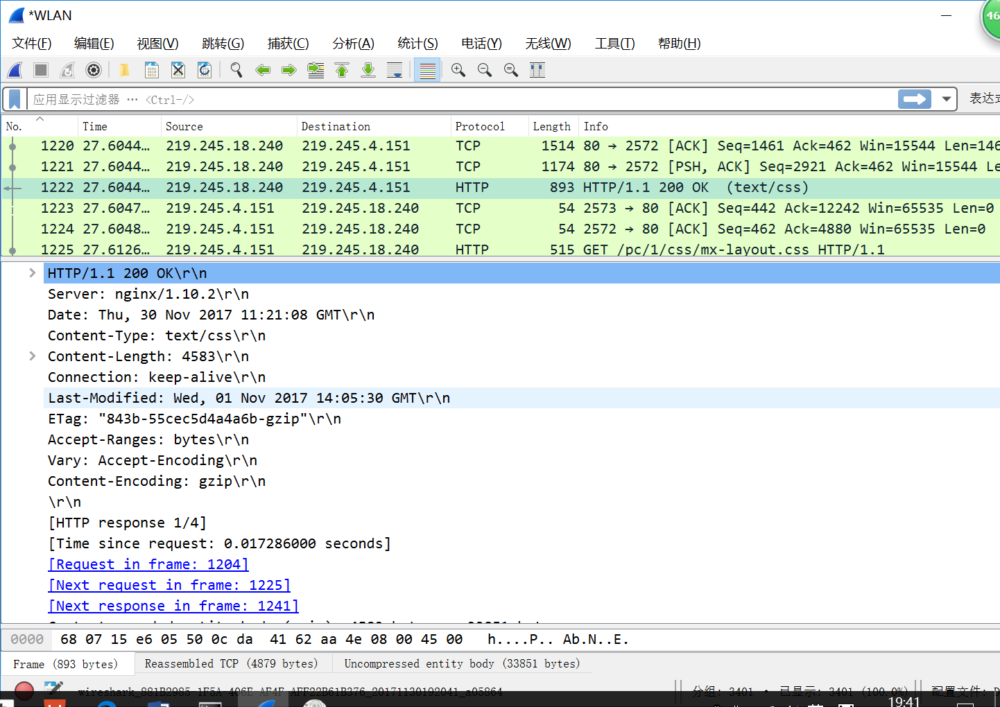 *WLAN
46
文件(F) 编辑(E) 视图(V) 跳转(G) 捕获(C) 分析(A) 统计(S) 电话(Y) 无线(W) 工具(T) 帮助(H)
应用显示过滤器 … <Ctrl-/> 表达式
No. Time Source Destination Protocol Length Info
1220 27.6044… 219.245.18.240 219.245.4.151 TCP 1514 80 → 2572 [ACK] Seq=1461 Ack=462 Win=15544 Len=146
1221 27.6044… 219.245.18.240 219.245.4.151 TCP 1174 80 → 2572 [PSH, ACK] Seq=2921 Ack=462 Win=15544 Le
1222 27.6044… 219.245.18.240 219.245.4.151 HTTP 893 HTTP/1.1 200 OK  (text/css)
1223 27.6047… 219.245.4.151 219.245.18.240 TCP 54 2573 → 80 [ACK] Seq=442 Ack=12242 Win=65535 Len=0
1224 27.6048… 219.245.4.151 219.245.18.240 TCP 54 2572 → 80 [ACK] Seq=462 Ack=4880 Win=65535 Len=0
1225 27.6126… 219.245.4.151 219.245.18.240 HTTP 515 GET /pc/1/css/mx-layout.css HTTP/1.1
HTTP/1.1 200 OK\r\n
Server: nginx/1.10.2\r\n
Date: Thu, 30 Nov 2017 11:21:08 GMT\r\n
Content-Type: text/css\r\n
Content-Length: 4583\r\n
Connection: keep-alive\r\n
Last-Modified: Wed, 01 Nov 2017 14:05:30 GMT\r\n
ETag: "843b-55cec5d4a4a6b-gzip"\r\n
Accept-Ranges: bytes\r\n
Vary: Accept-Encoding\r\n
Content-Encoding: gzip\r\n
\r\n
[HTTP response 1/4]
[Time since request: 0.017286000 seconds]
[Request in frame: 1204]
[Next request in frame: 1225]
[Next response in frame: 1241]
0000 68 07 15 e6 05 50 0c da  41 62 aa 4e 08 00 45 00 h....P.. Ab.N..E.
Frame (893 bytes) Reassembled TCP (4879 bytes) Uncompressed entity body (33851 bytes)
wireshark_881B2985-1F5A-406E-AF4F-AFF22B61B376_20171130192041_a05864 分组: 3401 · 已显示: 3401 (100.0%) 配置文件: D
19:41